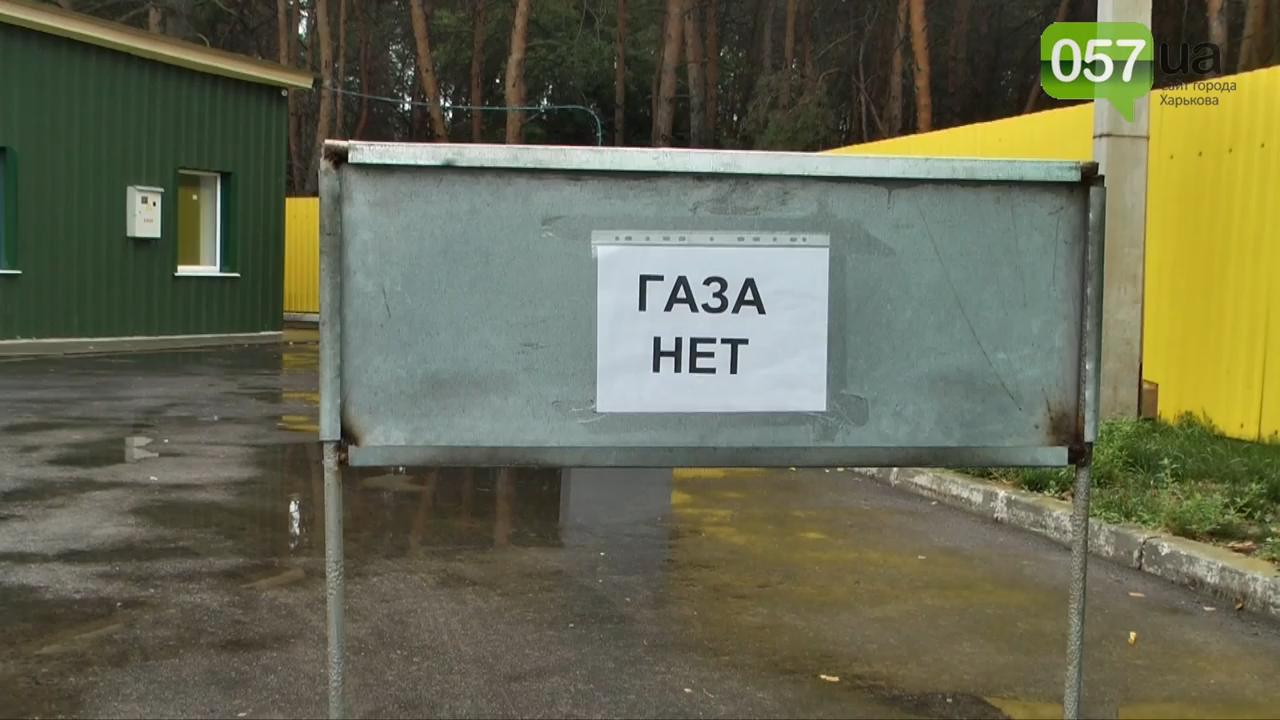 057 ua
сайт города
Харькова
ГАЗА
НЕТ